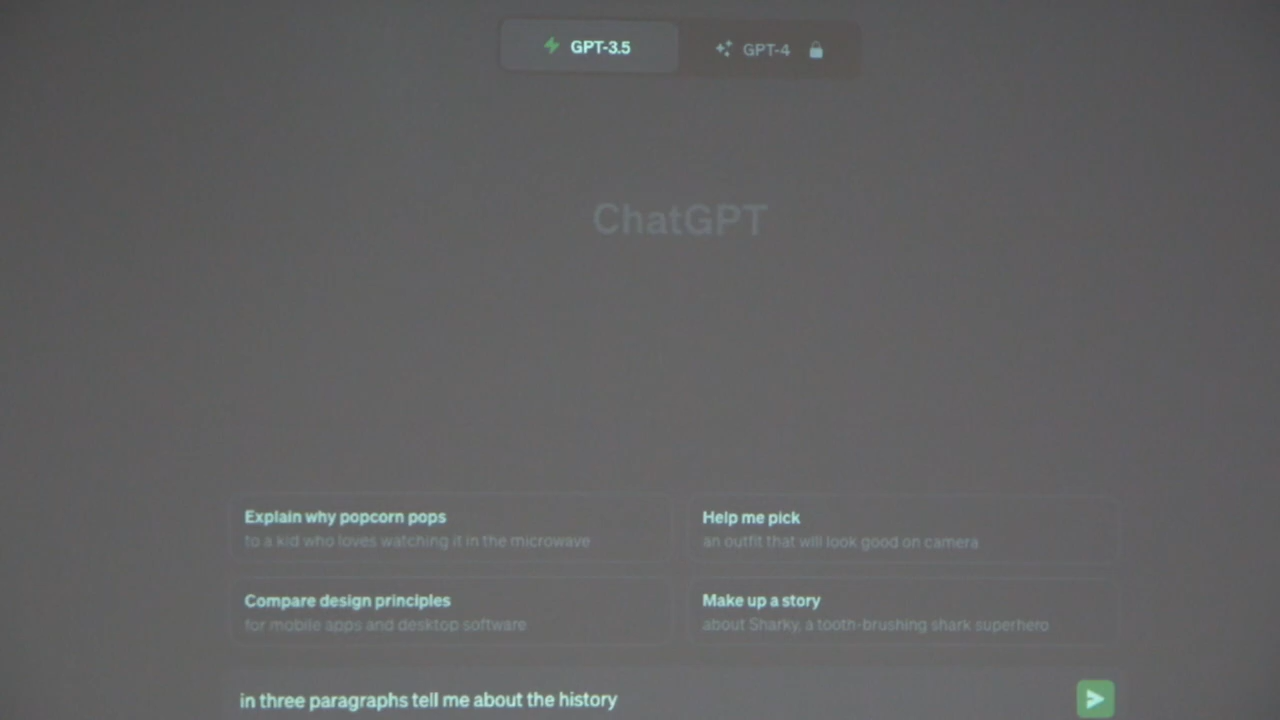 GPT-3.5
GPT-4
ChatGPT
Explain why popcorn pops
to a kid who loves watching it in the microwave
Help me pick
an outfit that will look good on camera
Compare design principles
for mobile apps and desktop software
Make up a story
about Sharky, a tooth-brushing shark superhero
in three paragraphs tell me about the history